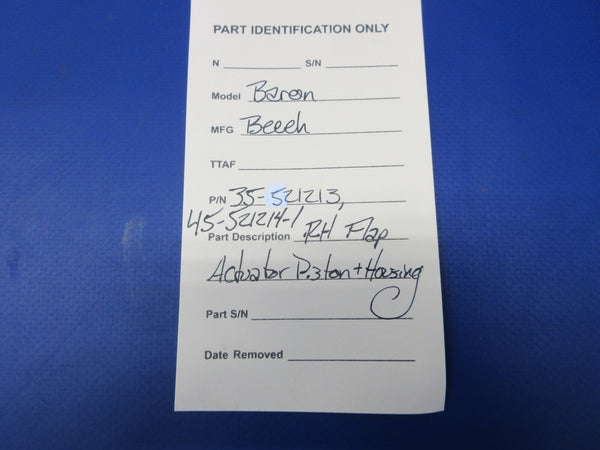 PART IDENTIFICATION ONLY
N S/N
Model Baron
MFG Beech
TTAF
P/N 35-521213,
45-521214-1
Part Description RH Flap
Actuator Piston + Housing
Part S/N
Date Removed